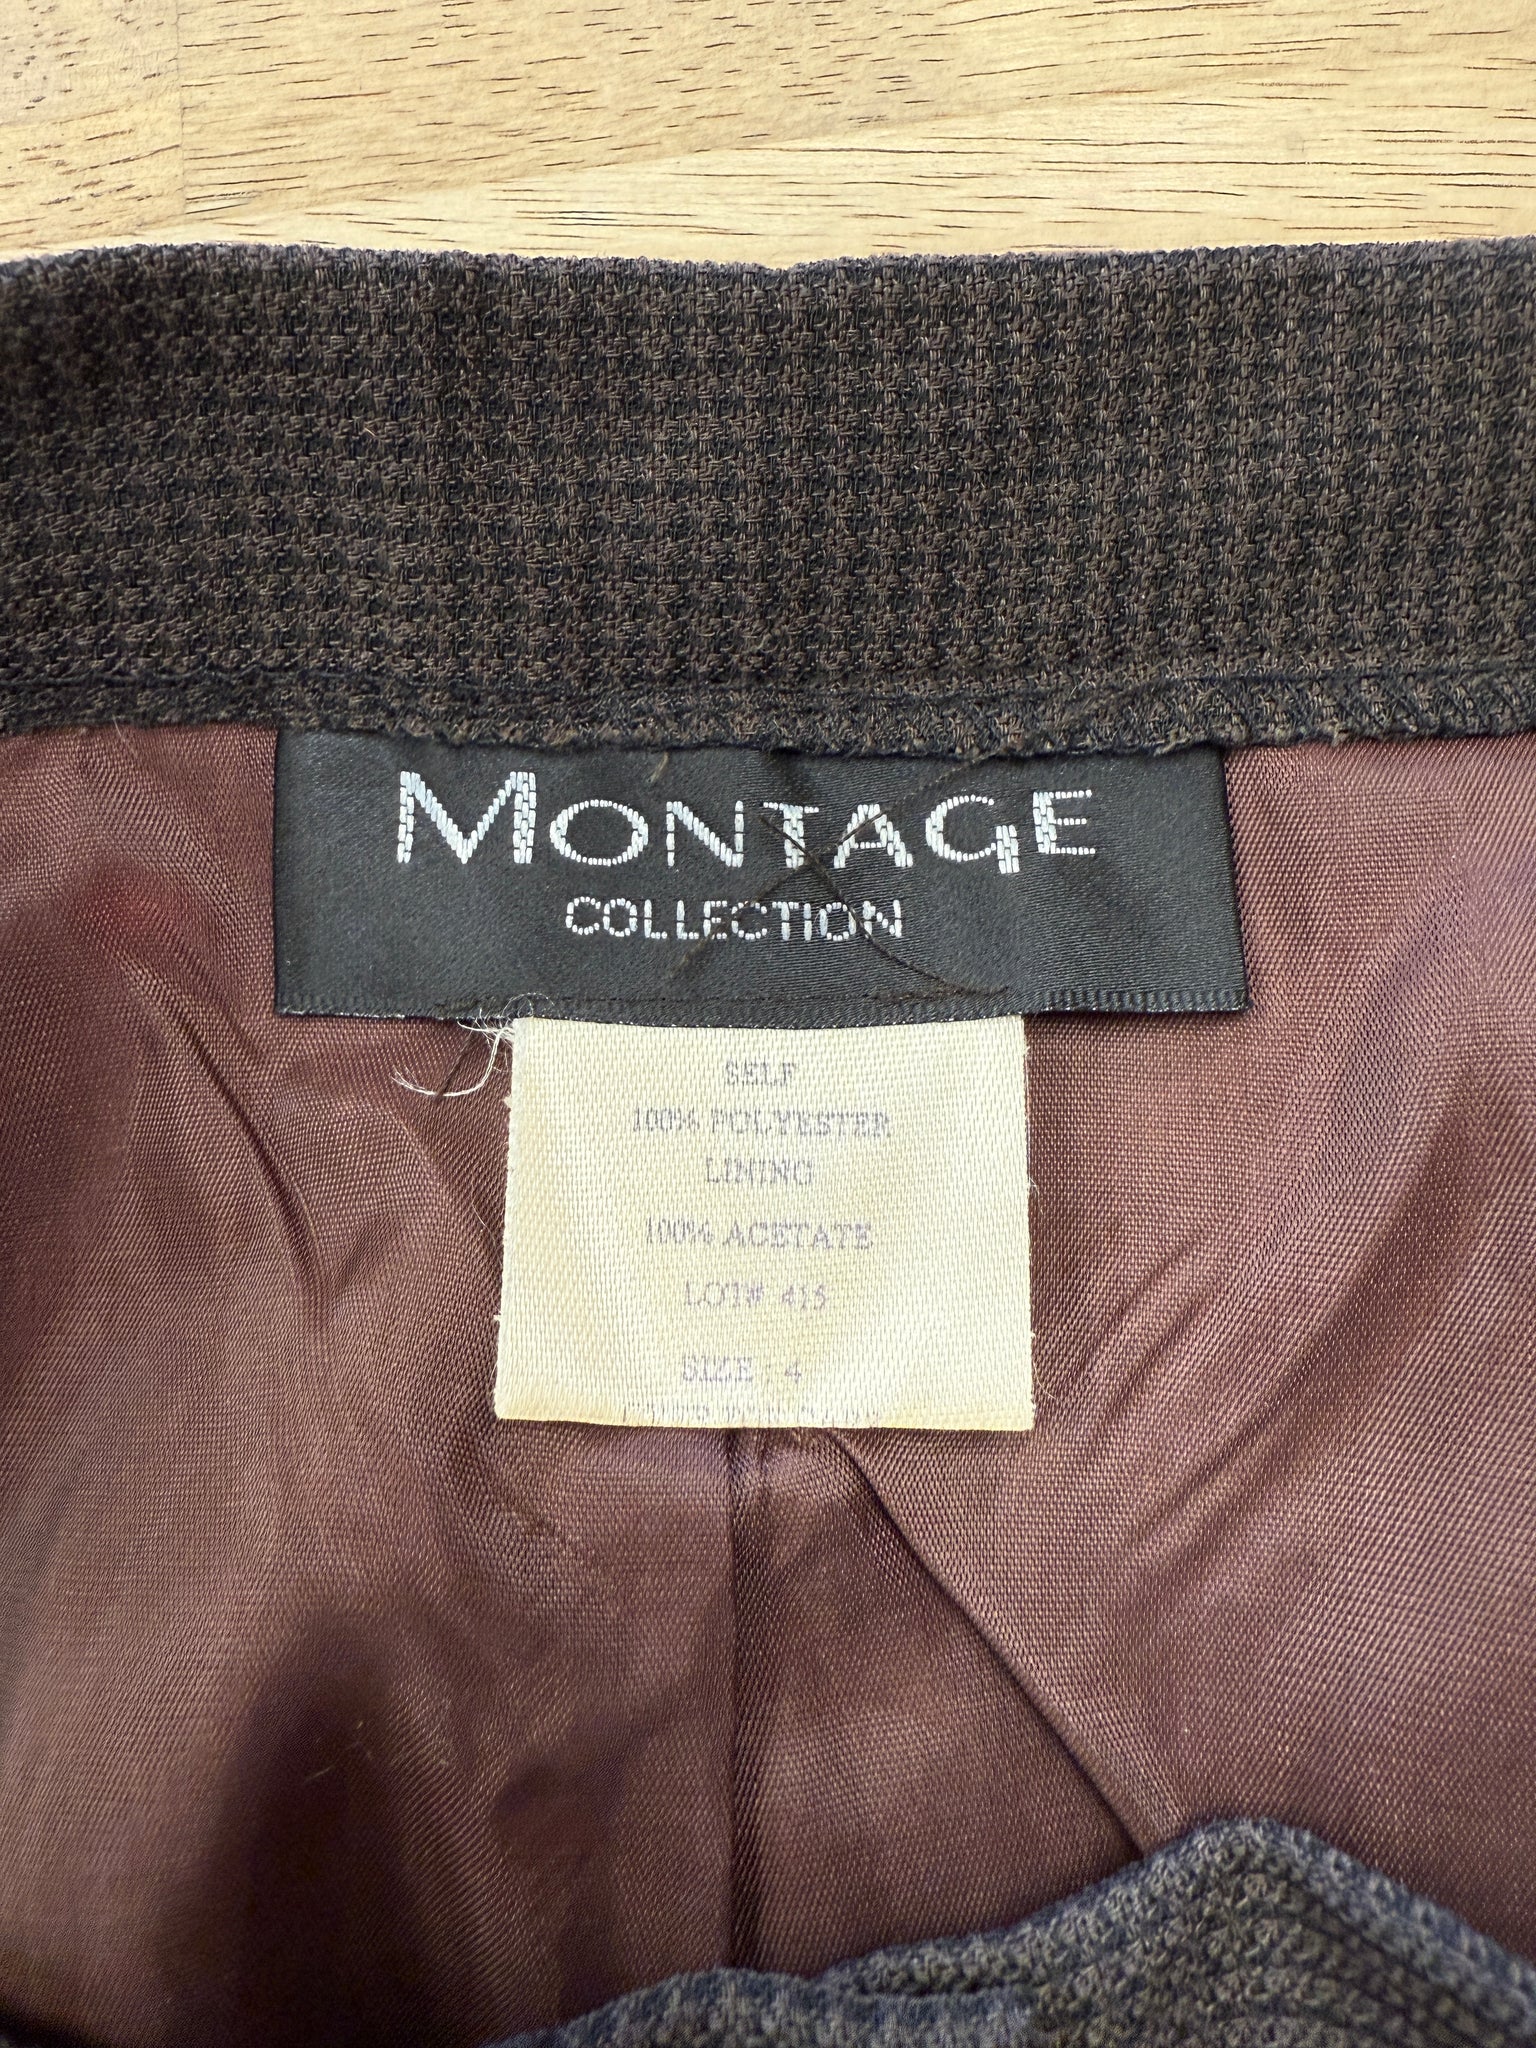 MONTAGE
COLLECTION
SELF
100% POLYESTER
LINING
100% ACETATE
LOT# 415
SIZE 4